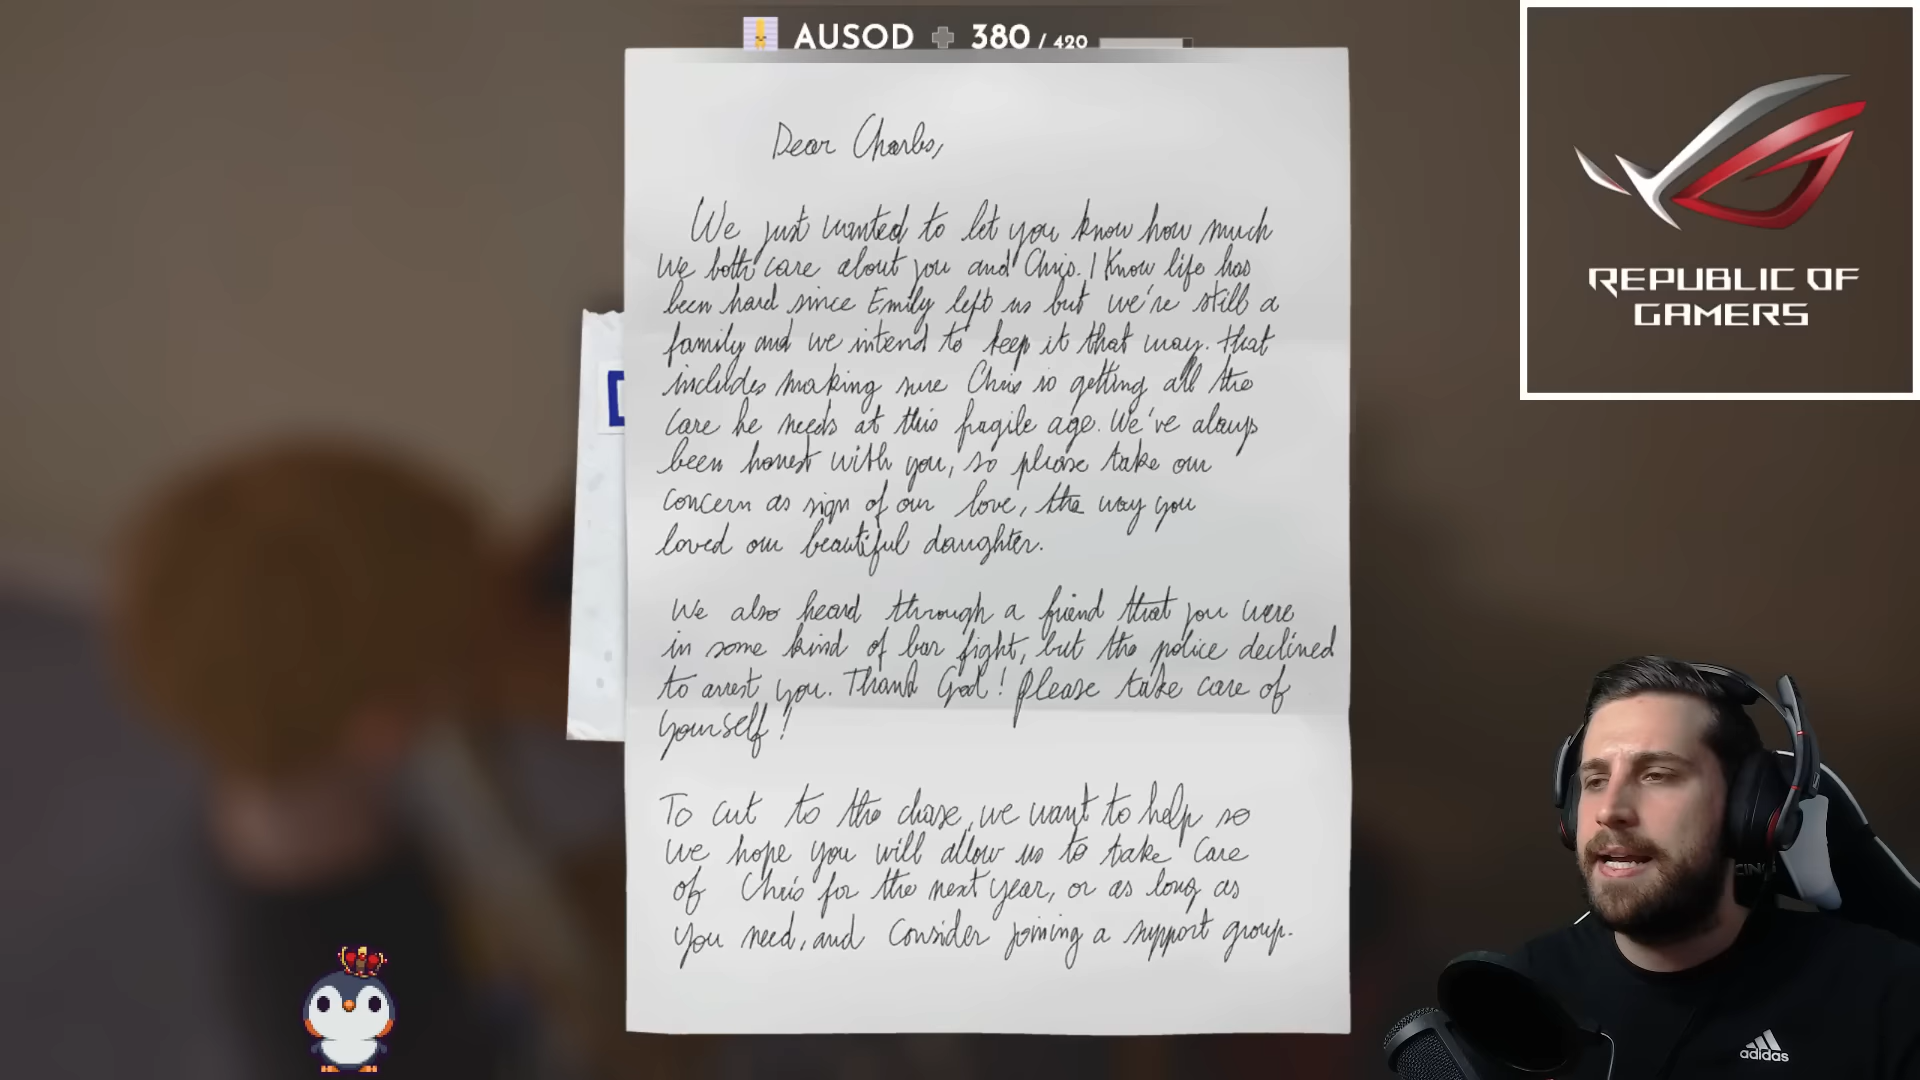 AUSOD 380 / 420
REPUBLIC OF
GAMERS
Dear Charles,
We just wanted to let you know how much
We both care about you and Chris. I Know life has
been hard since Emily left us but we're still a
family and we intend to keep it that way. that
includes making sure Chris is getting all the
care he needs at this fragile age. We've always
been honest with you, so please take our
concern as sign of our love, the way you
loved our beautiful daughter.
We also heard through a friend that you were
in some kind of bar fight, but the police declined
to arrest you. Thank God! please take care of
yourself!
To cut to the chase, we want to help so
we hope you will allow us to take Care
of Chris for the next year, or as long as
you need, and Consider joining a support group.
adidas